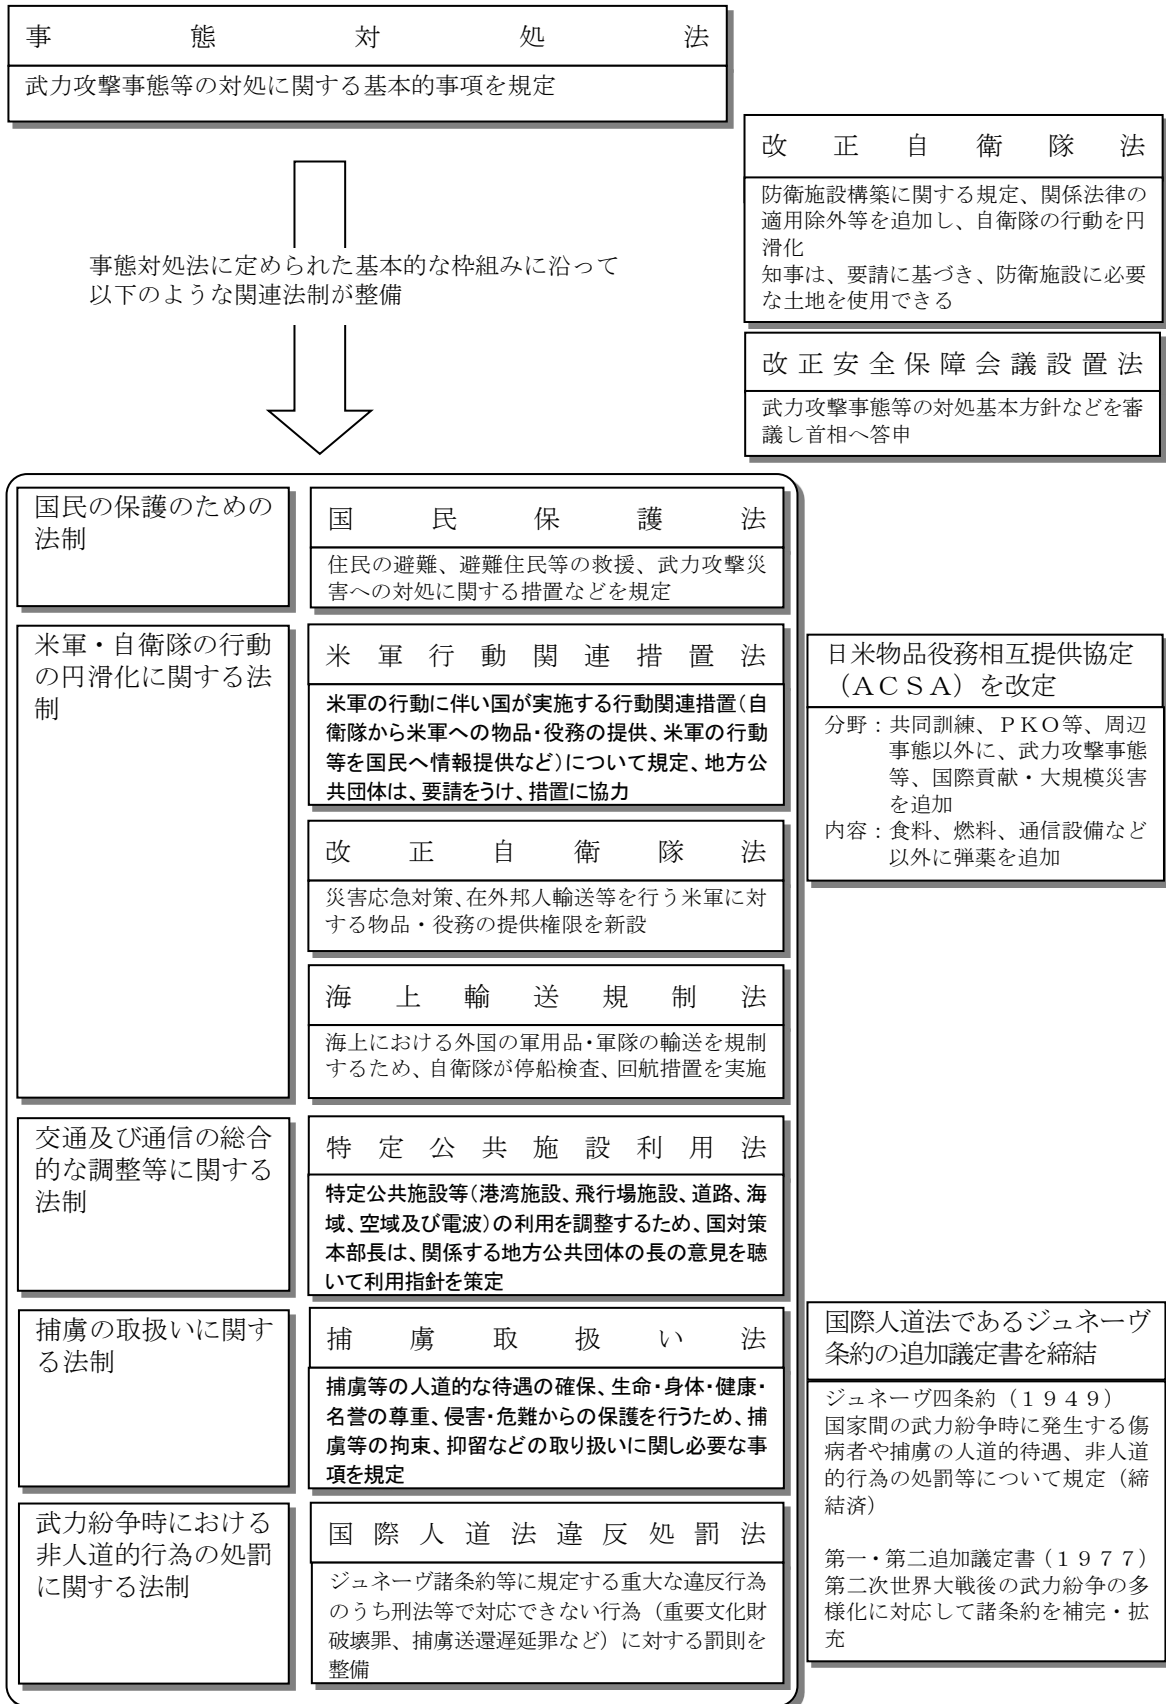 事態対処法
武力攻撃事態等の対処に関する基本的事項を規定
改正自衛隊法
防衛施設構築に関する規定、関係法律の
適用除外等を追加し、自衛隊の行動を円
滑化
知事は、要請に基づき、防衛施設に必要
な土地を使用できる
事態対処法に定められた基本的な枠組みに沿って
以下のような関連法制が整備
改正安全保障会議設置法
武力攻撃事態等の対処基本方針などを審
議し首相へ答申
国民の保護のための
法制
国民保護法
住民の避難、避難住民等の救援、武力攻撃災
害への対処に関する措置などを規定
米軍・自衛隊の行動
の円滑化に関する法
制
米軍行動関連措置法
米軍の行動に伴い国が実施する行動関連措置（自
衛隊から米軍への物品・役務の提供、米軍の行動
等を国民へ情報提供など）について規定、地方公
共団体は、要請をうけ、措置に協力
日米物品役務相互提供協定
（ＡＣＳＡ）を改定
分野：共同訓練、ＰＫＯ等、周辺
事態以外に、武力攻撃事態
等、国際貢献・大規模災害
を追加
内容：食料、燃料、通信設備など
以外に弾薬を追加
改正自衛隊法
災害応急対策、在外邦人輸送等を行う米軍に対
する物品・役務の提供権限を新設
海上輸送規制法
海上における外国の軍用品・軍隊の輸送を規制
するため、自衛隊が停船検査、回航措置を実施
交通及び通信の総合
的な調整等に関する
法制
特定公共施設利用法
特定公共施設等（港湾施設、飛行場施設、道路、海
域、空域及び電波）の利用を調整するため、国対策
本部長は、関係する地方公共団体の長の意見を聴
いて利用指針を策定
捕虜の取扱いに関す
る法制
捕虜取扱い法
捕虜等の人道的な待遇の確保、生命・身体・健康・
名誉の尊重、侵害・危難からの保護を行うため、捕
虜等の拘束、抑留などの取り扱いに関し必要な事
項を規定
国際人道法であるジュネーヴ
条約の追加議定書を締結
ジュネーヴ四条約（１９４９）
国家間の武力紛争時に発生する傷
病者や捕虜の人道的待遇、非人道
的行為の処罰等について規定（締
結済）
第一・第二追加議定書（１９７７）
第二次世界大戦後の武力紛争の多
様化に対応して諸条約を補完・拡
充
武力紛争時における
非人道的行為の処罰
に関する法制
国際人道法違反処罰法
ジュネーヴ諸条約等に規定する重大な違反行為
のうち刑法等で対応できない行為（重要文化財
破壊罪、捕虜送還遅延罪など）に対する罰則を
整備